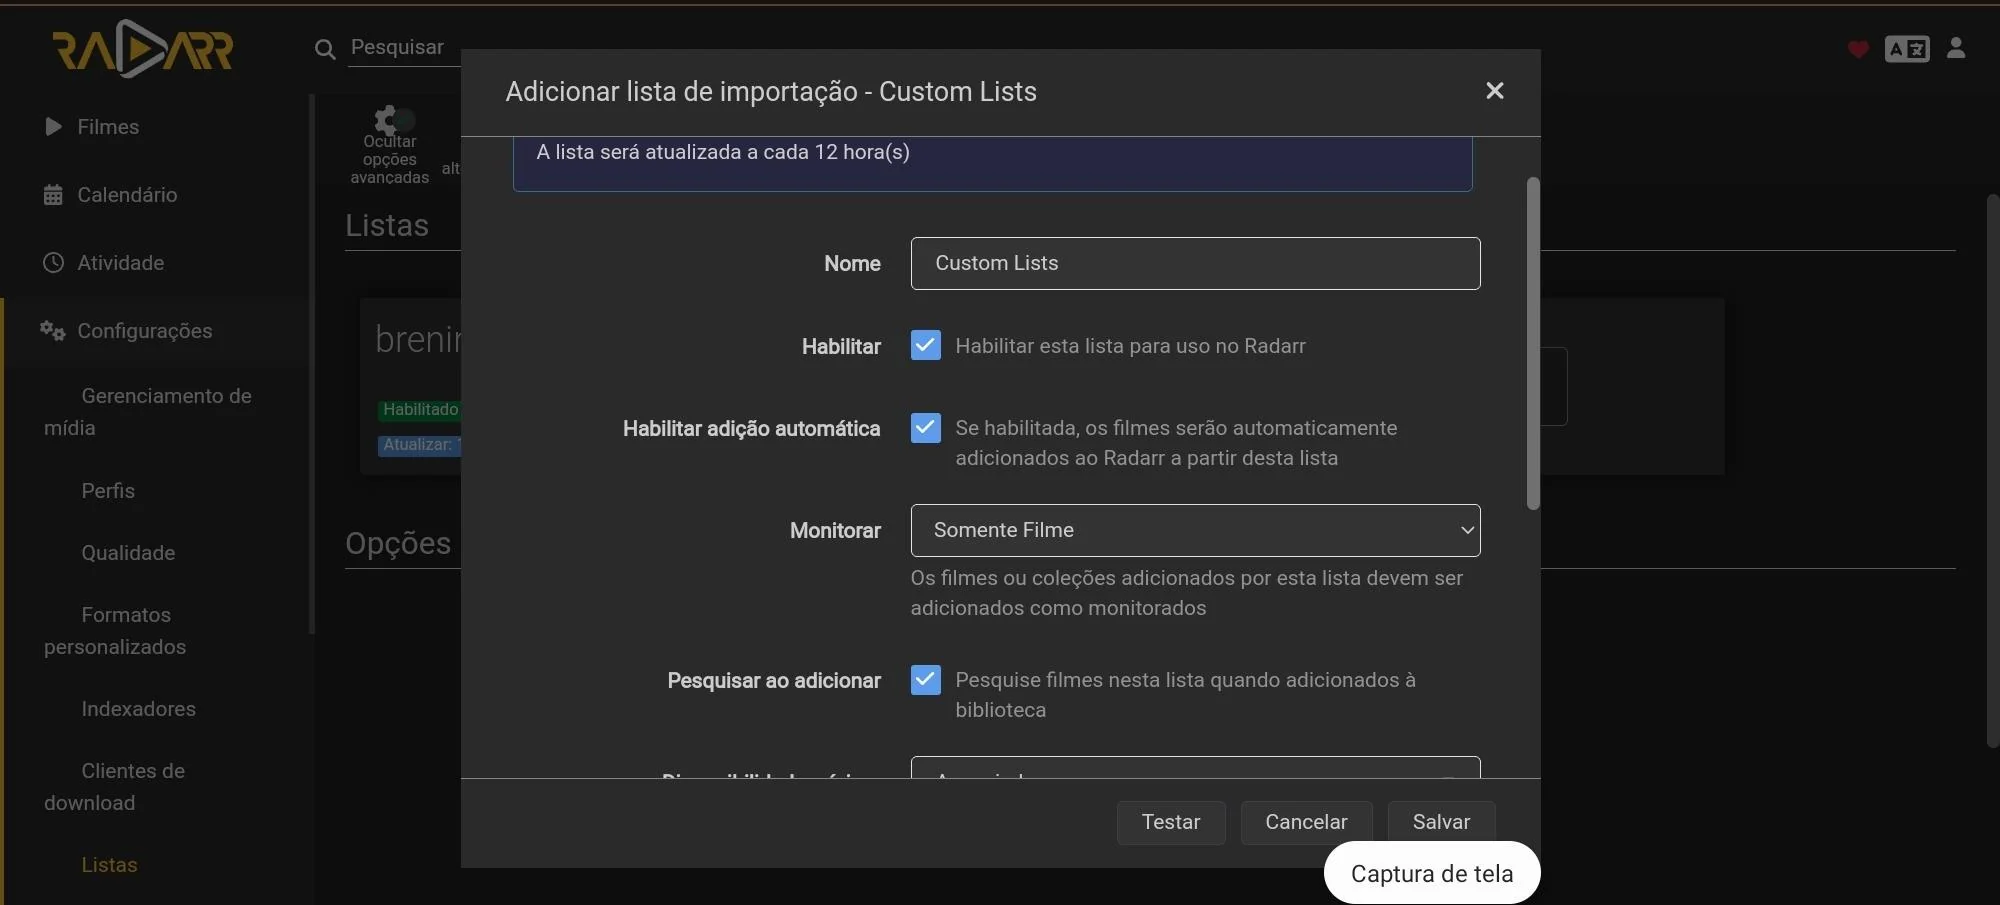 RADARR
Pesquisar
Filmes
Calendário
Atividade
Configurações
Gerenciamento de
mídia
Perfis
Qualidade
Formatos
personalizados
Indexadores
Clientes de
download
Listas
Ocultar
opções
avançadas
alt
Listas
brenin
Habilitado
Atualizar:
Opções
Adicionar lista de importação - Custom Lists
A lista será atualizada a cada 12 hora(s)
Nome
Custom Lists
Habilitar
Habilitar esta lista para uso no Radarr
Habilitar adição automática
Se habilitada, os filmes serão automaticamente
adicionados ao Radarr a partir desta lista
Monitorar
Somente Filme
Os filmes ou coleções adicionados por esta lista devem ser
adicionados como monitorados
Pesquisar ao adicionar
Pesquise filmes nesta lista quando adicionados à
biblioteca
Testar
Cancelar
Salvar
Captura de tela